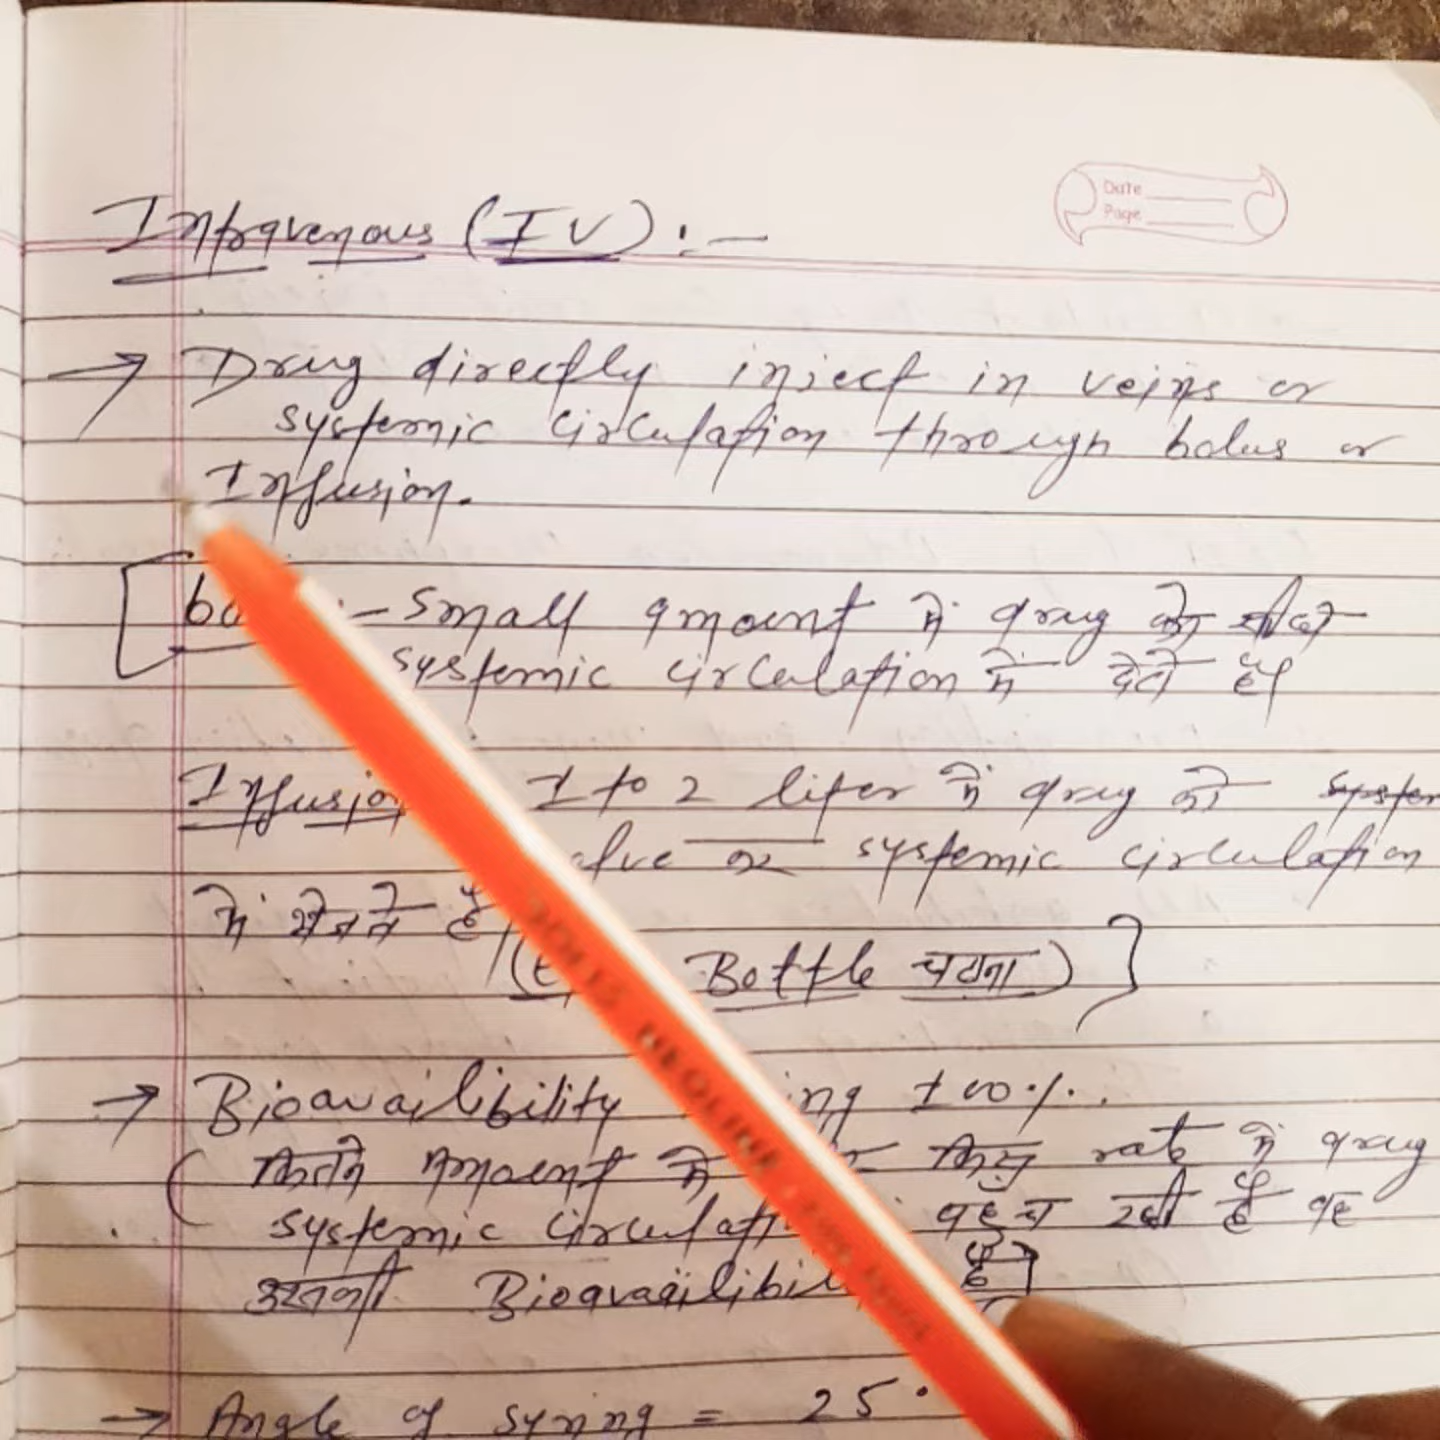 Date
Page
Intravenous (IV) :-
→ Drug directly inject in veins or
systemic circulation through bolus or
Infusion.
:- Small amount में drug को सीधे
systemic circulation में देते हैं
Infusion 1 to 2 liter में drug को
systemic circulation
में भेजते हैं
Bottle चढाना)]
→ Bioavailibility 100%.
(कितने Amount में किस rate में drug
systemic पहुँच रही है वह
उसकी है]
→ Angle of syring = 25°